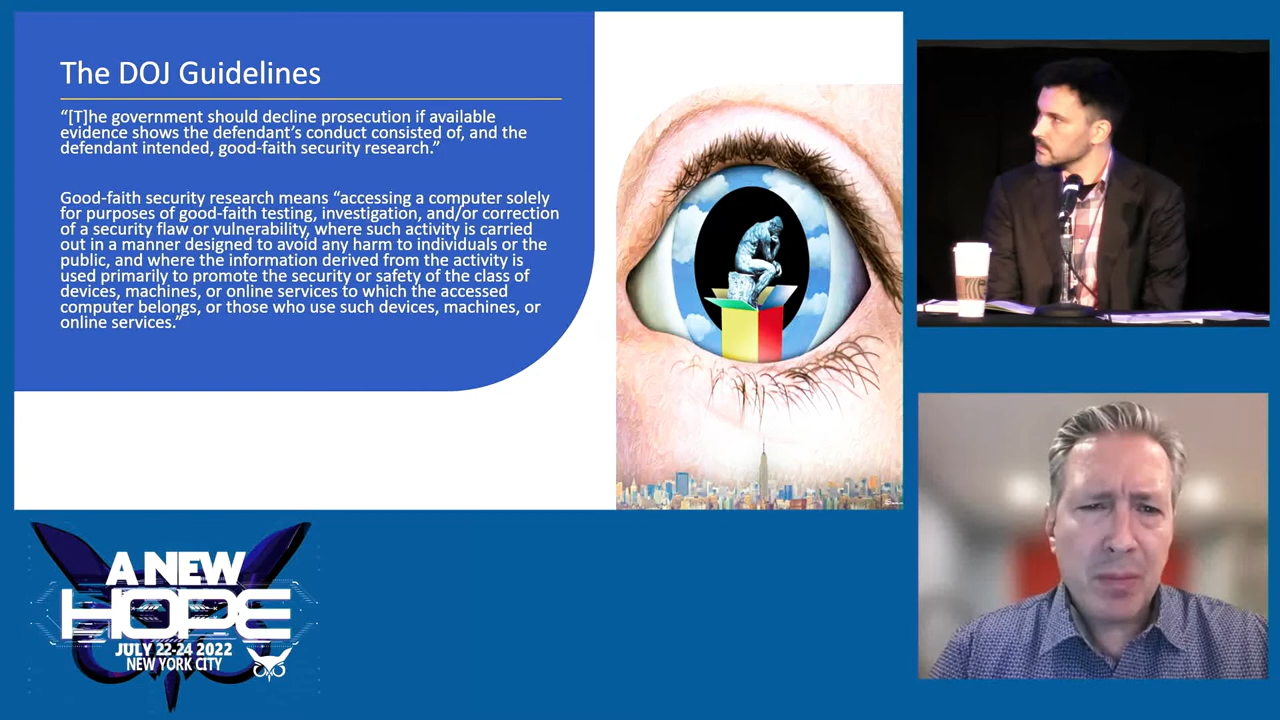 The DOJ Guidelines
“[T]he government should decline prosecution if available
evidence shows the defendant’s conduct consisted of, and the
defendant intended, good-faith security research.”
Good-faith security research means “accessing a computer solely
for purposes of good-faith testing, investigation, and/or correction
of a security flaw or vulnerability, where such activity is carried
out in a manner designed to avoid any harm to individuals or the
public, and where the information derived from the activity is
used primarily to promote the security or safety of the class of
devices, machines, or online services to which the accessed
computer belongs, or those who use such devices, machines, or
online services.”
A NEW
HOPE
JULY 22-24 2022
NEW YORK CITY